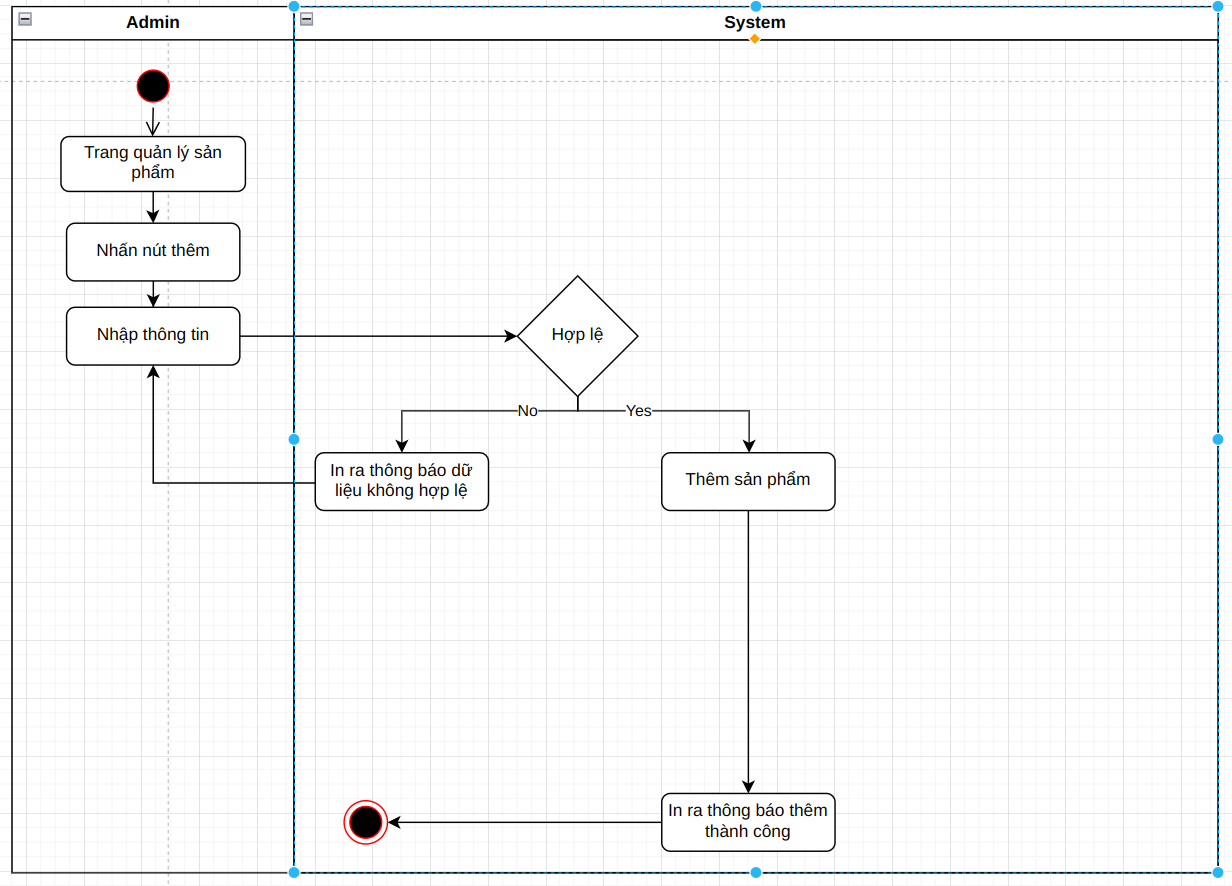 Admin
System
Trang quản lý sản
phẩm
Nhấn nút thêm
Nhập thông tin
Hợp lệ
No
Yes
In ra thông báo dữ
liệu không hợp lệ
Thêm sản phẩm
In ra thông báo thêm
thành công